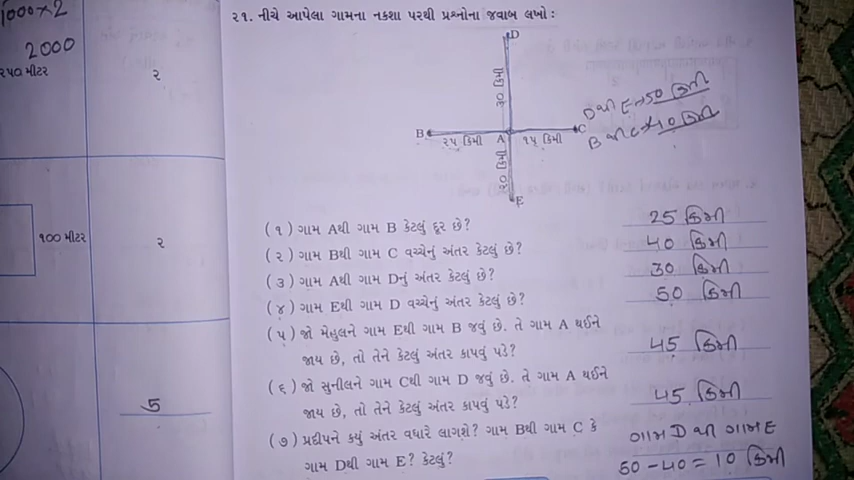 1000×2
2000
૨૫૦ મીટર
૨
૧૦૦ મીટર
૨
5
૨૧. નીચે આપેલા ગામના નકશા પરથી પ્રશ્નોના જવાબ લખો :
D
૩૦ કિમી
B
૨૫ કિમી
A
૧૫ કિમી
C
૨૦ કિમી
E
D થી E → 50 કિમી
B થી C → 40 કિમી
(૧) ગામ Aથી ગામ B કેટલું દૂર છે?
25 કિમી
(૨) ગામ Bથી ગામ C વચ્ચેનું અંતર કેટલું છે?
40 કિમી
(૩) ગામ Aથી ગામ Dનું અંતર કેટલું છે?
30 કિમી
(૪) ગામ Eથી ગામ D વચ્ચેનું અંતર કેટલું છે?
50 કિમી
(૫) જો મેહુલને ગામ Eથી ગામ B જવું છે. તે ગામ A થઈને
જાય છે, તો તેને કેટલું અંતર કાપવું પડે?
45 કિમી
(૬) જો સુનીલને ગામ Cથી ગામ D જવું છે. તે ગામ A થઈને
જાય છે, તો તેને કેટલું અંતર કાપવું પડે?
45 કિમી
(૭) પ્રદીપને કયું અંતર વધારે લાગશે? ગામ Bથી ગામ C કે
ગામ Dથી ગામ E? કેટલું?
ગામ D થી ગામ E
50 - 40 = 10 કિમી